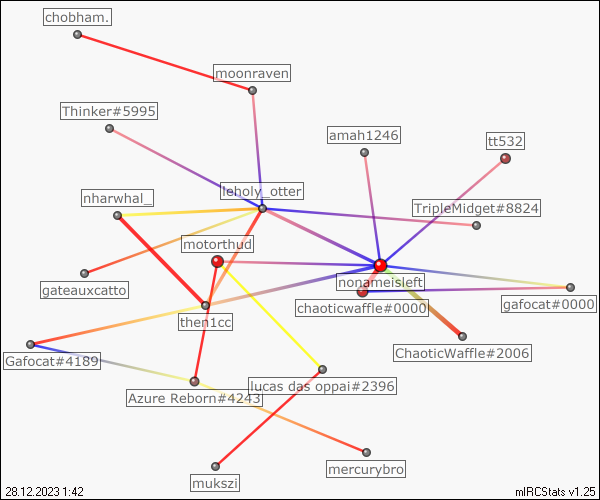 chobham.
moonraven
Thinker#5995
amah1246
tt532
leholy_otter
nharwhal_
TripleMidget#8824
motorthud
nonameisleft
gateauxcatto
chaoticwaffle#0000
gafocat#0000
then1cc
Gafocat#4189
ChaoticWaffle#2006
lucas das oppai#2396
Azure Reborn#4243
mercurybro
mukszi
28.12.2023 1:42
mIRCStats v1.25